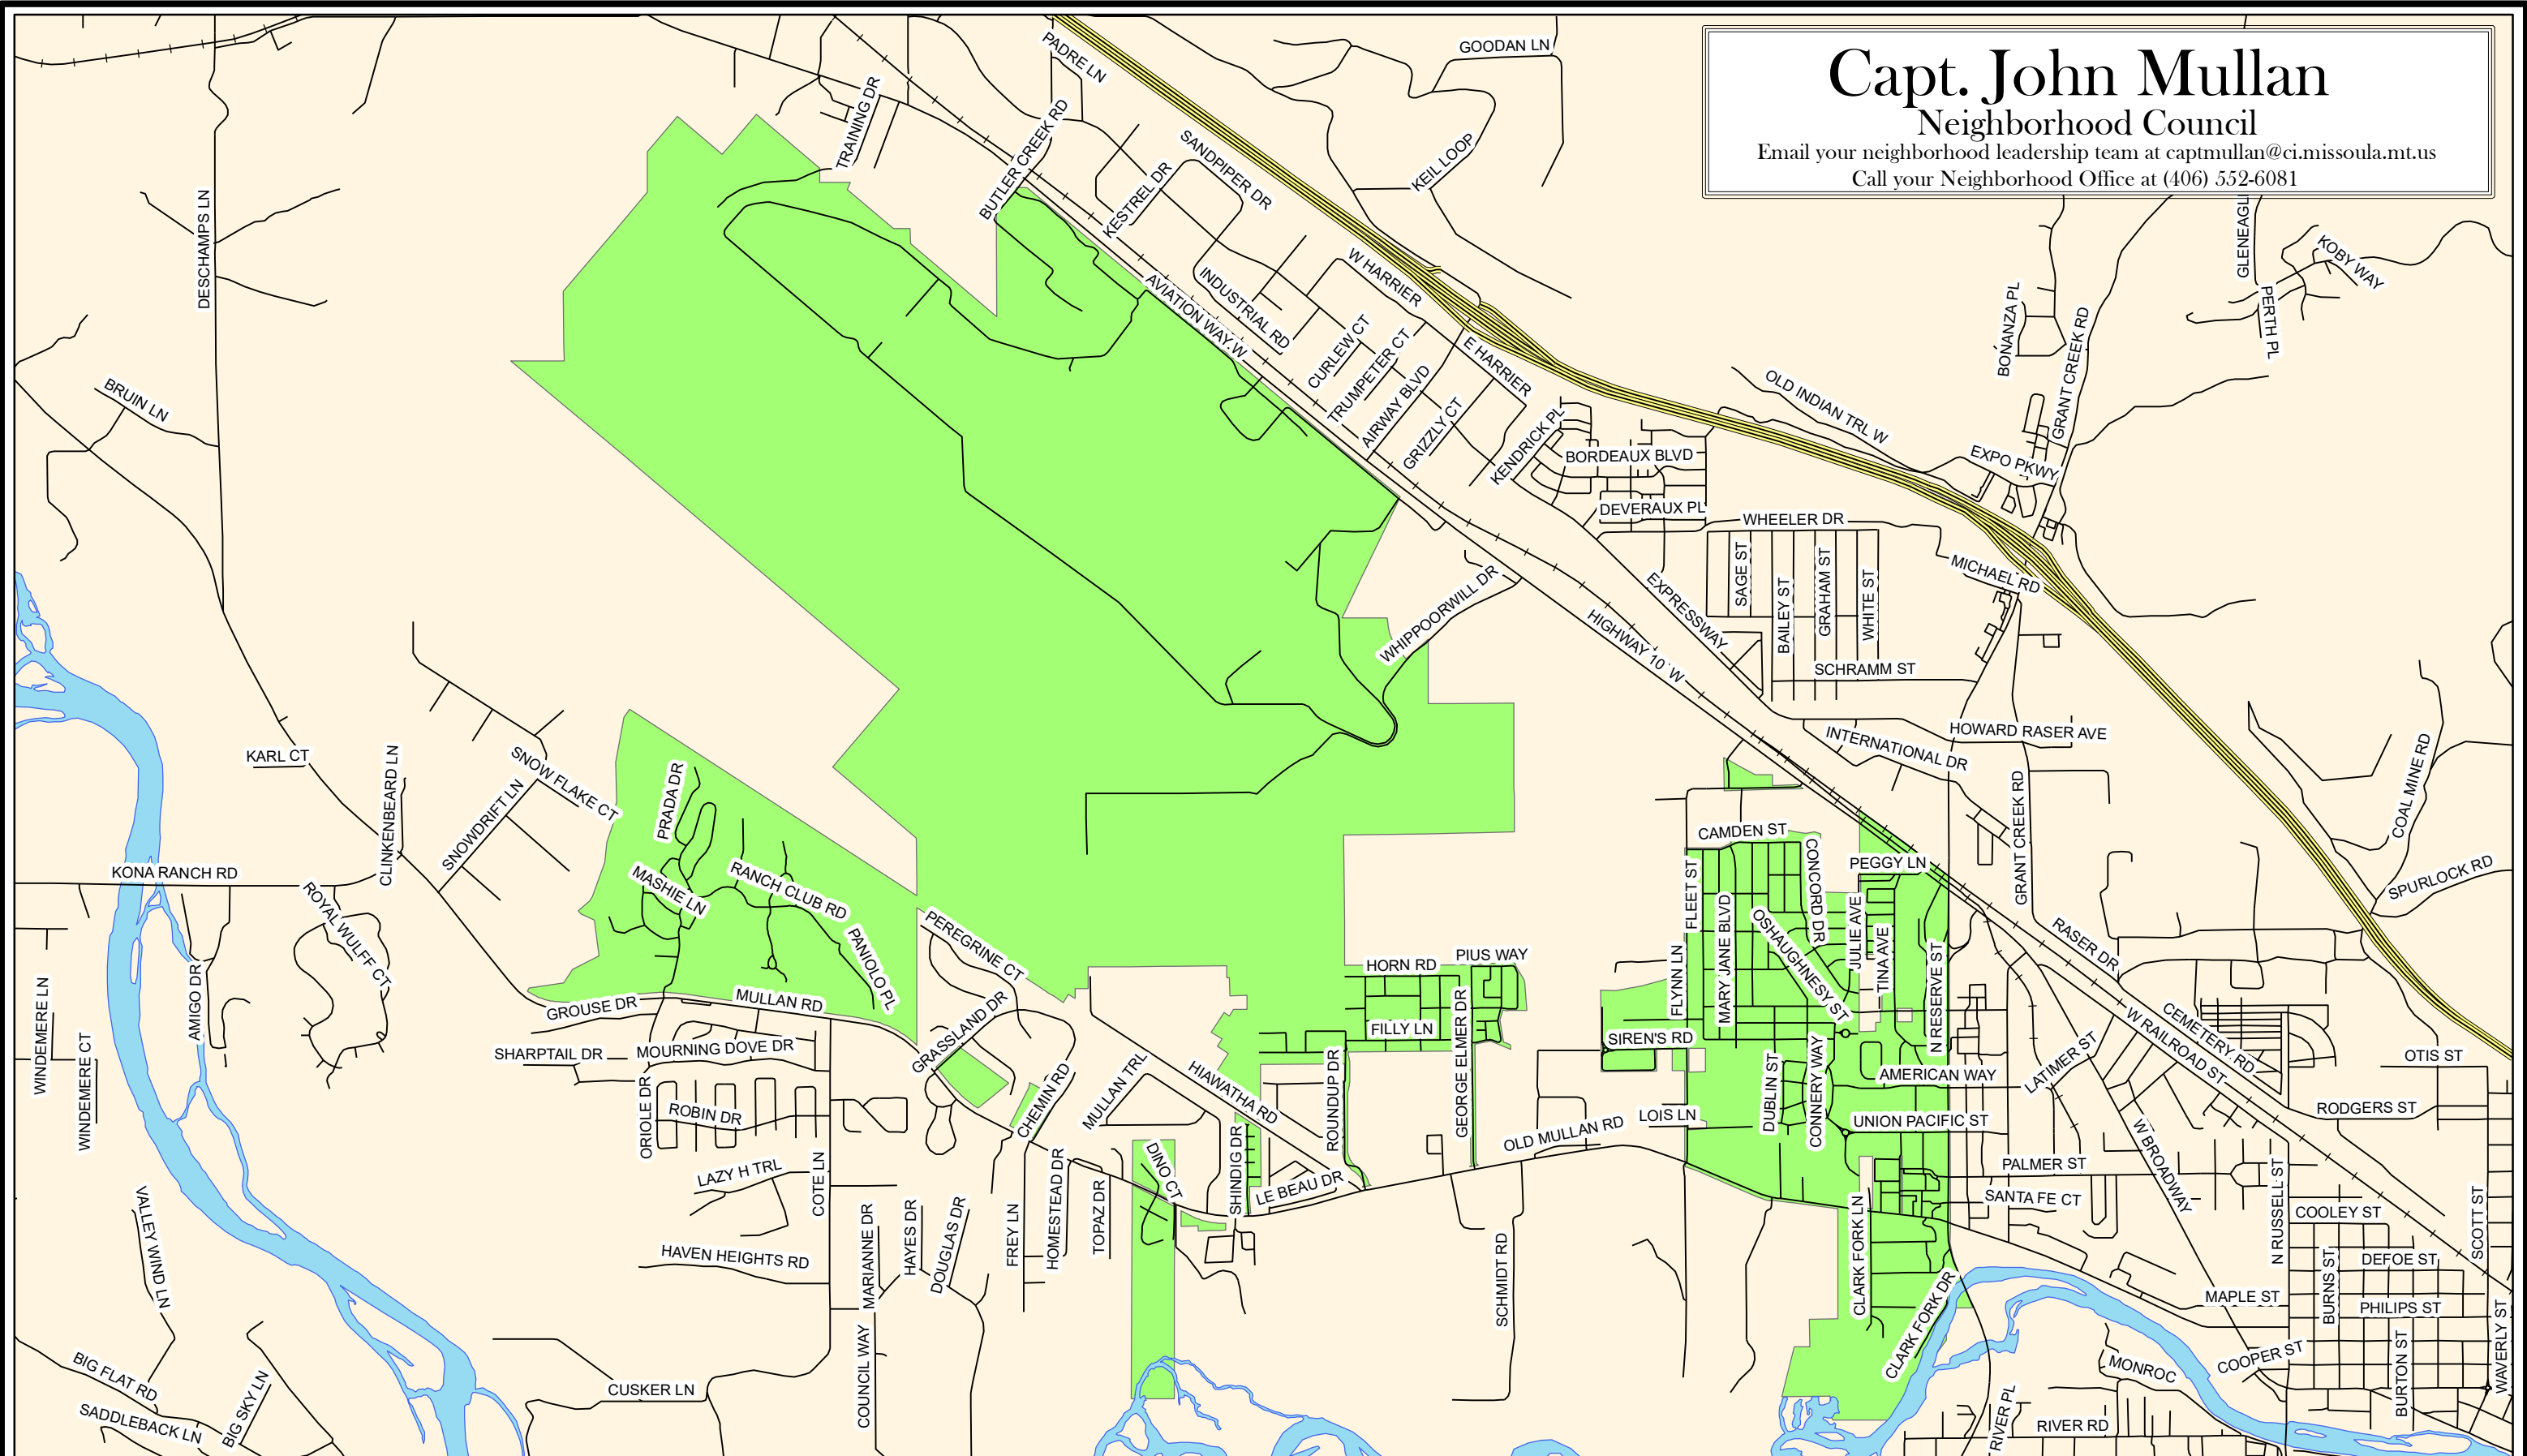 Capt. John Mullan
Neighborhood Council
Email your neighborhood leadership team at captmullan@ci.missoula.mt.us
Call your Neighborhood Office at (406) 552-6081
PADRE LN
GOODAN LN
TRAINING DR
BUTLER CREEK RD
SANDPIPER DR
KESTREL DR
KEIL LOOP
DESCHAMPS LN
GLENEAGL
KOBY WAY
PERTH PL
BONANZA PL
GRANT CREEK RD
W HARRIER
INDUSTRIAL RD
AVIATION WAY W
CURLEW CT
TRUMPETER CT
E HARRIER
AIRWAY BLVD
GRIZZLY CT
KENDRICK PL
OLD INDIAN TRL W
EXPO PKWY
BRUIN LN
BORDEAUX BLVD
DEVERAUX PL
WHEELER DR
MICHAEL RD
SAGE ST
BAILEY ST
GRAHAM ST
WHITE ST
EXPRESSWAY
WHIPPOORWILL DR
HIGHWAY 10 W
SCHRAMM ST
HOWARD RASER AVE
INTERNATIONAL DR
GRANT CREEK RD
COAL MINE RD
SPURLOCK RD
KARL CT
CLINKENBEARD LN
SNOW FLAKE CT
SNOWDRIFT LN
PRADA DR
MASHIE LN
RANCH CLUB RD
PANIOLO PL
KONA RANCH RD
ROYAL WULFF CT
AMIGO DR
WINDEMERE LN
WINDEMERE CT
CAMDEN ST
FLEET ST
CONCORD DR
PEGGY LN
MARY JANE BLVD
OSHAUGHNESY ST
JULIE AVE
TINA AVE
N RESERVE ST
FLYNN LN
RASER DR
PEREGRINE CT
GRASSLAND DR
GROUSE DR
MULLAN RD
SHARPTAIL DR
MOURNING DOVE DR
ORIOLE DR
ROBIN DR
HORN RD
PIUS WAY
FILLY LN
GEORGE ELMER DR
ROUNDUP DR
SIREN'S RD
HIAWATHA RD
CHEMIN RD
MULLAN TRL
DUBLIN ST
CONNERY WAY
AMERICAN WAY
UNION PACIFIC ST
LATIMER ST
CEMETERY RD
W RAILROAD ST
OTIS ST
RODGERS ST
LOIS LN
OLD MULLAN RD
LAZY H TRL
COTE LN
HAVEN HEIGHTS RD
MARIANNE DR
HAYES DR
DOUGLAS DR
FREY LN
HOMESTEAD DR
TOPAZ DR
DINO CT
SHINDIG DR
LE BEAU DR
SCHMIDT RD
CLARK FORK LN
CLARK FORK DR
PALMER ST
SANTA FE CT
W BROADWAY
N RUSSELL ST
COOLEY ST
SCOTT ST
DEFOE ST
BURNS ST
MAPLE ST
PHILIPS ST
WAVERLY ST
COOPER ST
BURTON ST
MONROC
RIVER RD
RIVER PL
VALLEY WIND LN
BIG FLAT RD
SADDLEBACK LN
BIG SKY LN
CUSKER LN
COUNCIL WAY